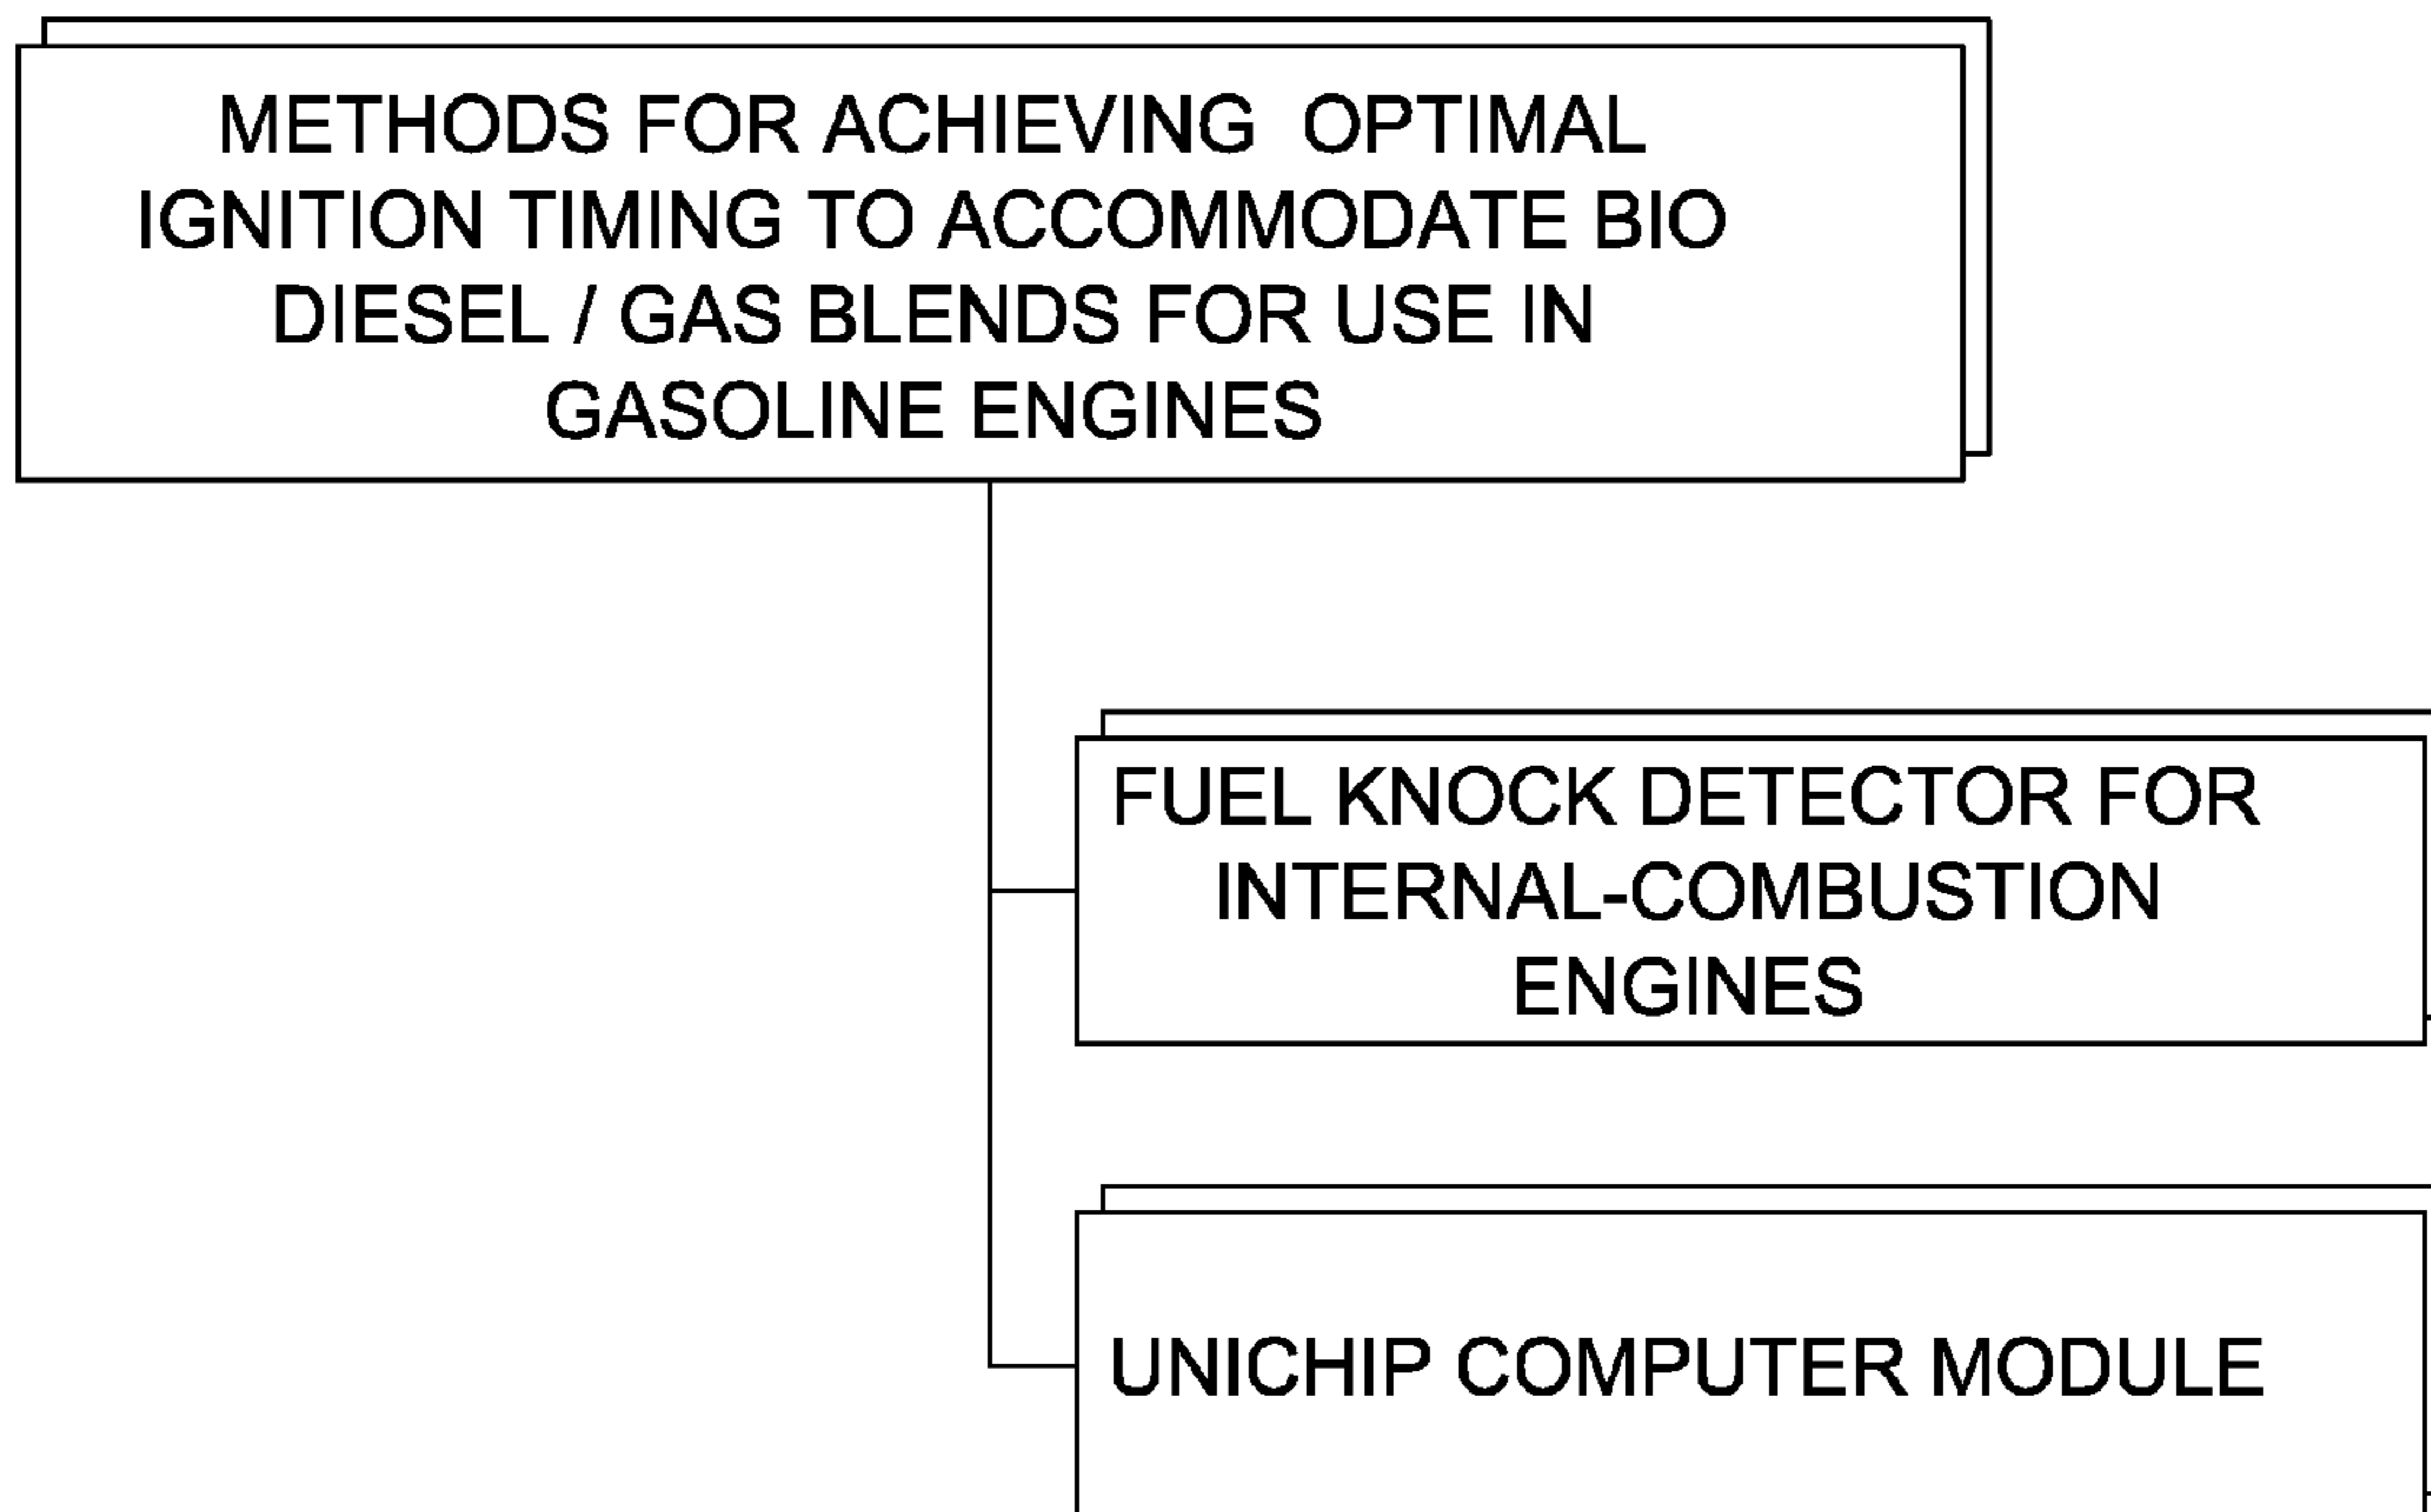 METHODS FOR ACHIEVING OPTIMAL
IGNITION TIMING TO ACCOMMODATE BIO
DIESEL / GAS BLENDS FOR USE IN
GASOLINE ENGINES
FUEL KNOCK DETECTOR FOR
INTERNAL-COMBUSTION
ENGINES
UNICHIP COMPUTER MODULE